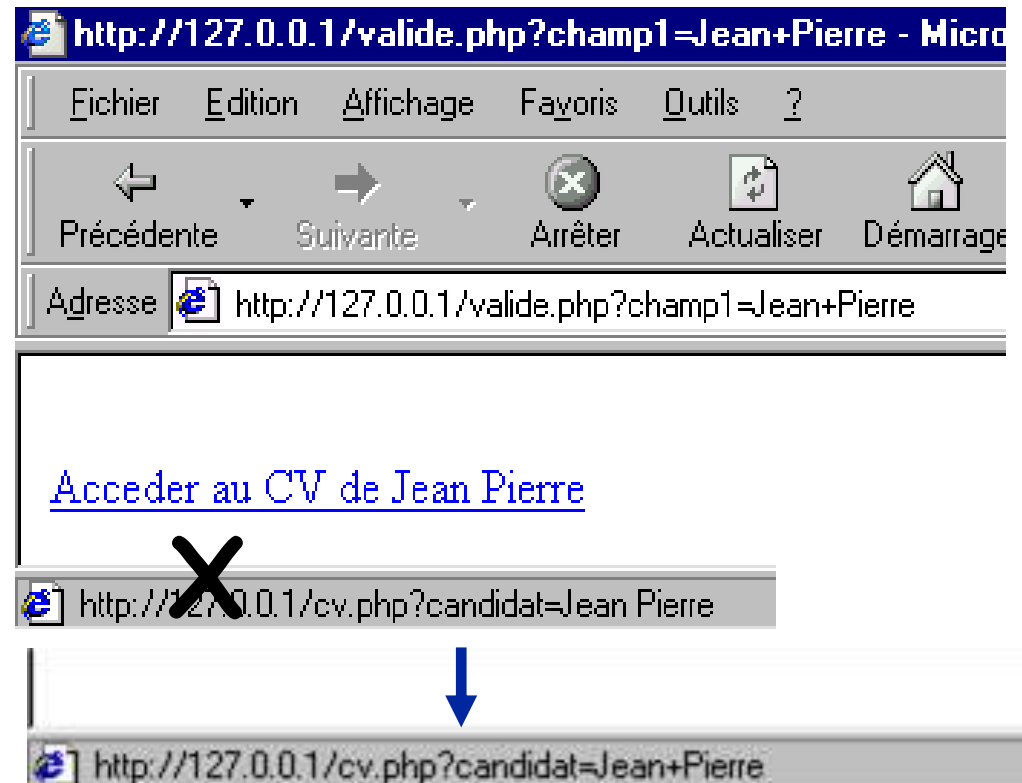 http://127.0.0.1/valide.php?champ1=Jean+Pierre - Micro
Fichier Edition Affichage Favoris Outils ?
Précédente Suivante Arrêter Actualiser Démarrage
Adresse http://127.0.0.1/valide.php?champ1=Jean+Pierre
Acceder au CV de Jean Pierre
http://127.0.0.1/cv.php?candidat=Jean Pierre
http://127.0.0.1/cv.php?candidat=Jean+Pierre